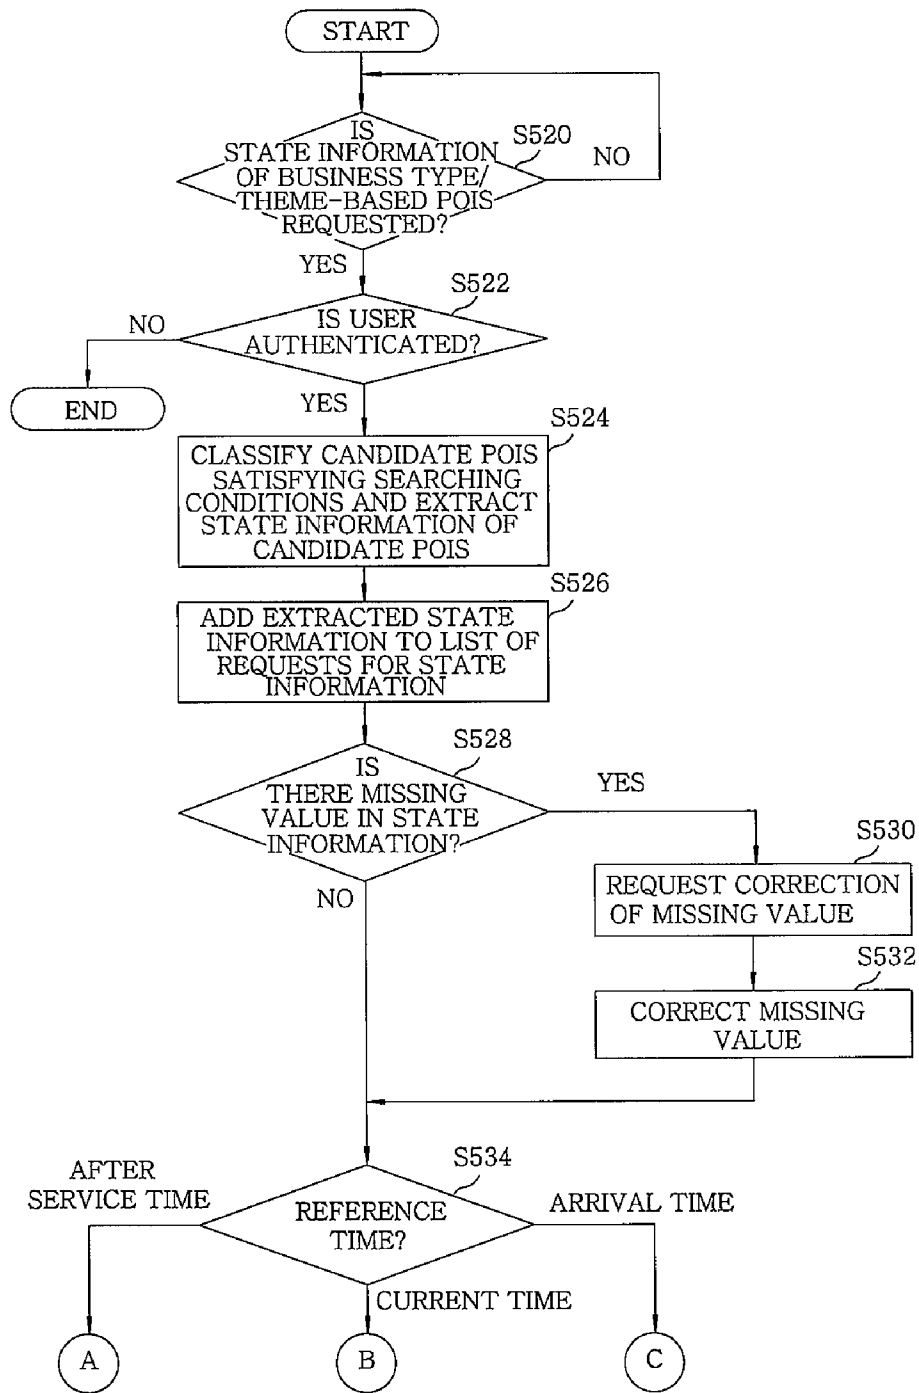 START
IS
STATE INFORMATION
OF BUSINESS TYPE/
THEME-BASED POIS
REQUESTED?
S520
NO
YES
S522
IS USER
AUTHENTICATED?
NO
END
YES
S524
CLASSIFY CANDIDATE POIS
SATISFYING SEARCHING
CONDITIONS AND EXTRACT
STATE INFORMATION OF
CANDIDATE POIS
S526
ADD EXTRACTED STATE
INFORMATION TO LIST OF
REQUESTS FOR STATE
INFORMATION
S528
IS
THERE MISSING
VALUE IN STATE
INFORMATION?
YES
NO
S530
REQUEST CORRECTION
OF MISSING VALUE
S532
CORRECT MISSING
VALUE
S534
REFERENCE
TIME?
AFTER
SERVICE TIME
ARRIVAL TIME
CURRENT TIME
A
B
C